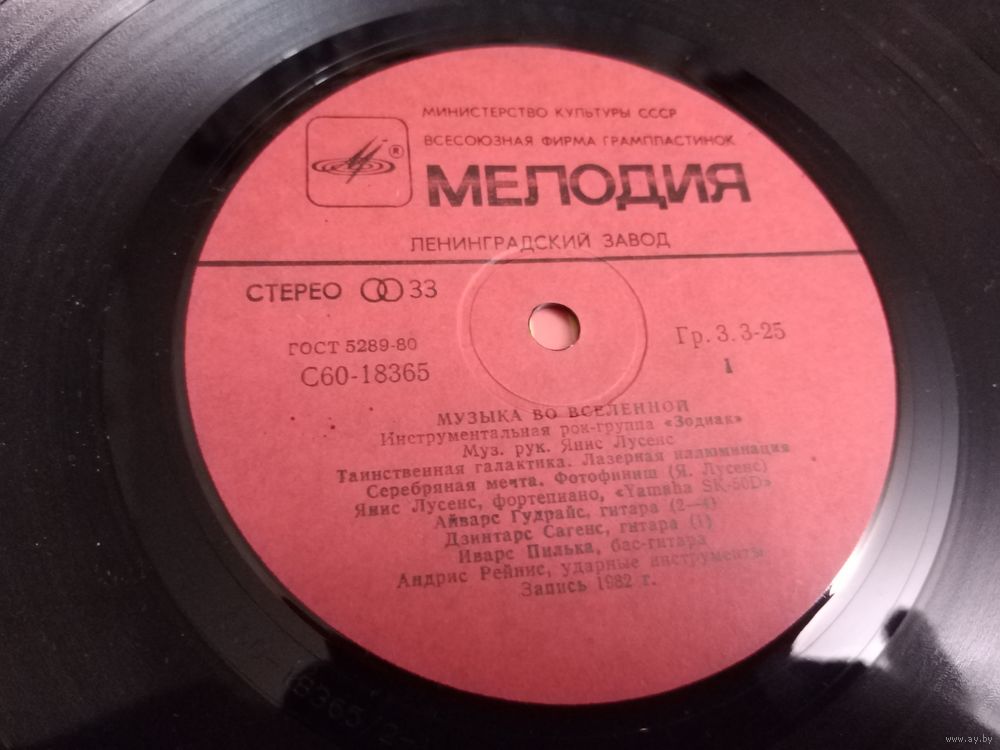 МИНИСТЕРСТВО КУЛЬТУРЫ СССР
ВСЕСОЮЗНАЯ ФИРМА ГРАМПЛАСТИНОК
®
МЕЛОДИЯ
ЛЕНИНГРАДСКИЙ ЗАВОД
СТЕРЕО 33
ГОСТ 5289-80
Гр. 3. 3-25
С60-18365
1
МУЗЫКА ВО ВСЕЛЕННОЙ
Инструментальная рок-группа «Зодиак»
Муз. рук. Янис Лусенс
Таинственная галактика. Лазерная иллюминация
Серебряная мечта. Фотофиниш (Я. Лусенс)
Янис Лусенс, фортепиано, «Yamaha SK-50D»
Айварс Гудрайс, гитара (2—4)
Дзинтарс Сагенс, гитара (1)
Иварс Пилька, бас-гитара
Андрис Рейнис, ударные инструменты
Запись 1982 г.
www.ay.by